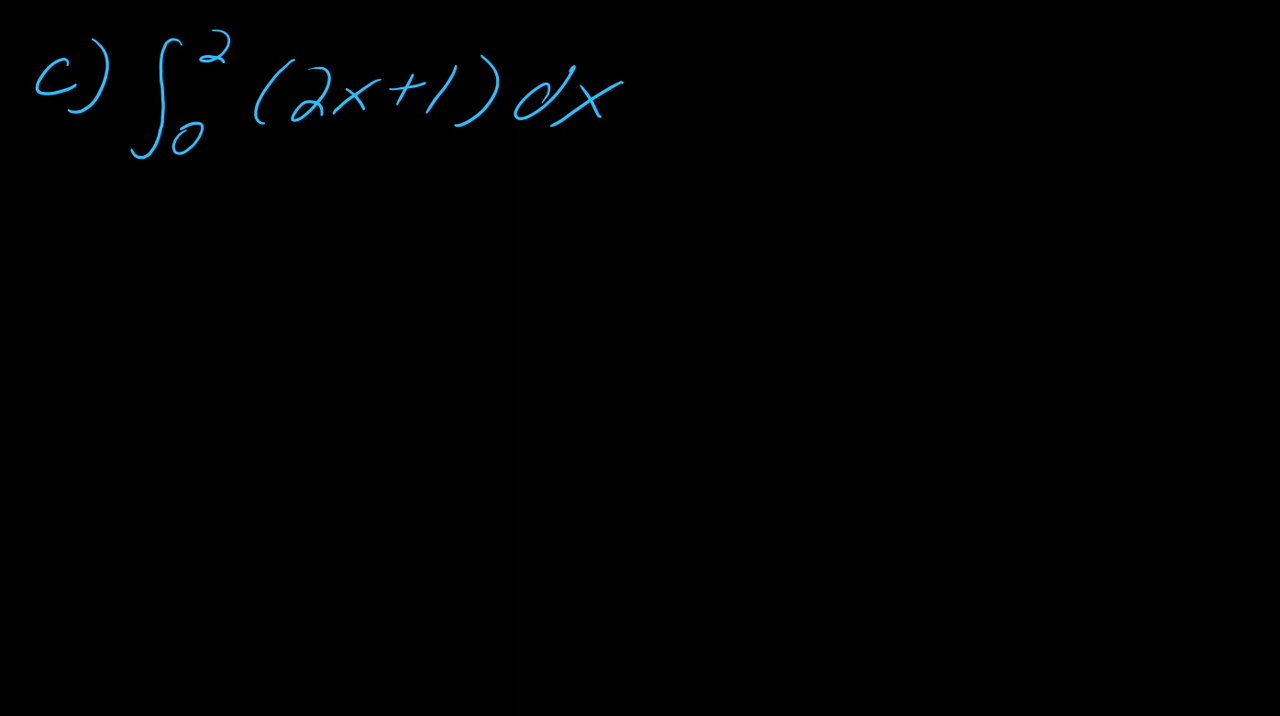 c) ∫₀² (2x+1) dx